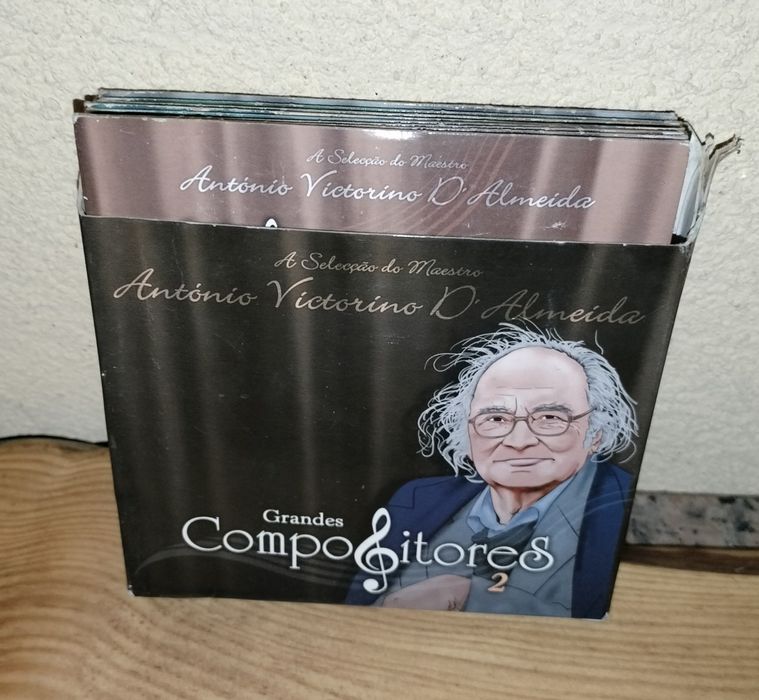 A Selecção do Maestro
António Victorino D'Almeida
A Selecção do Maestro
António Victorino D'Almeida
Grandes
Compositores
2